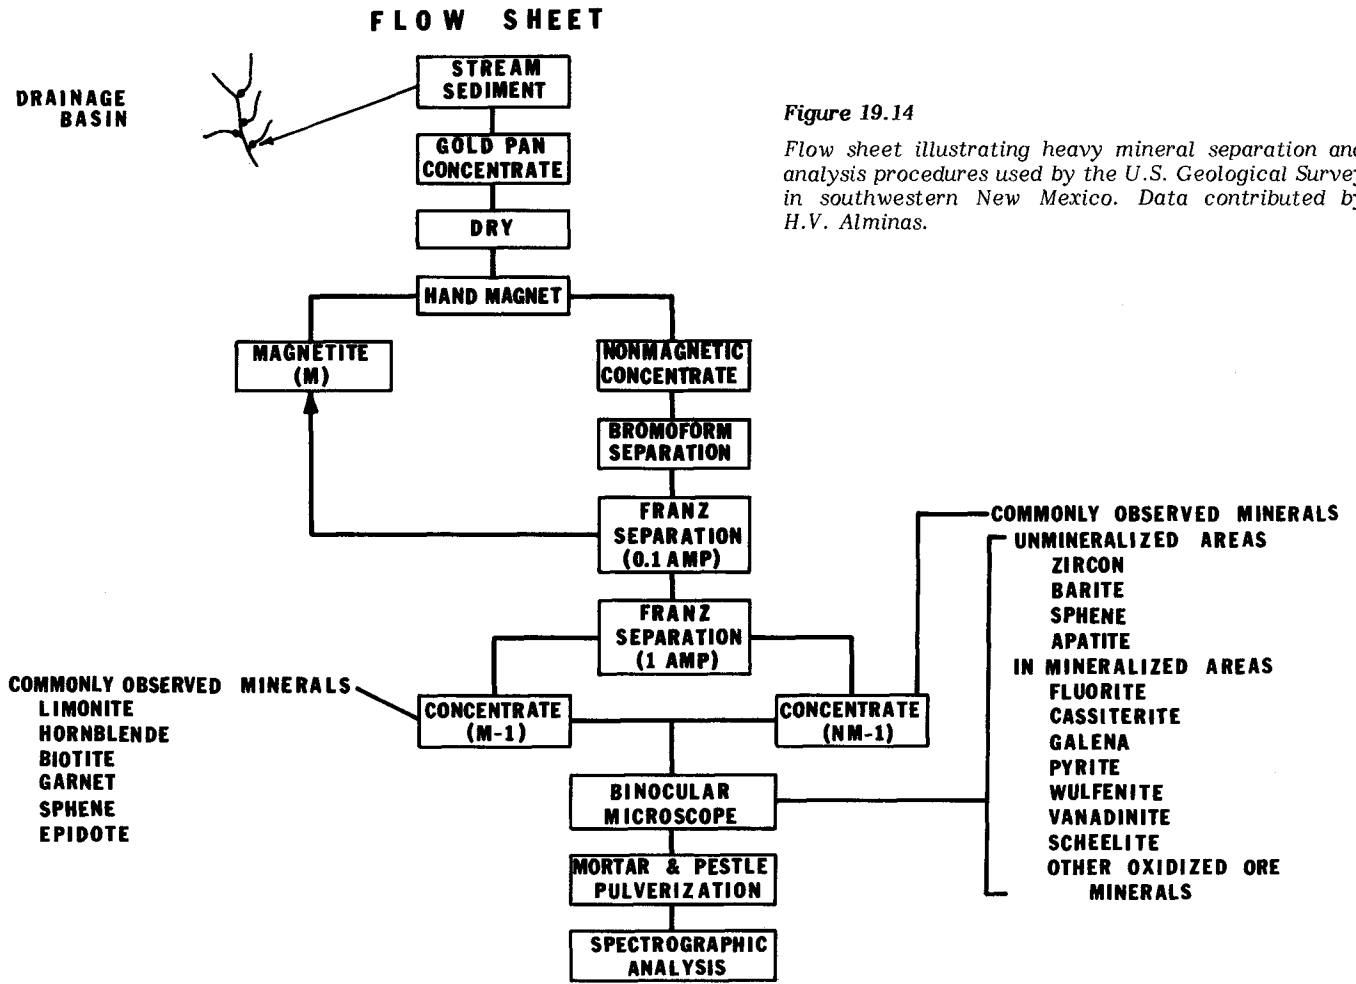 FLOW SHEET
DRAINAGE
BASIN
STREAM
SEDIMENT
GOLD PAN
CONCENTRATE
DRY
HAND MAGNET
Figure 19.14
Flow sheet illustrating heavy mineral separation and
analysis procedures used by the U.S. Geological Survey
in southwestern New Mexico. Data contributed by
H.V. Alminas.
MAGNETITE
(M)
NONMAGNETIC
CONCENTRATE
BROMOFORM
SEPARATION
FRANZ
SEPARATION
(0.1 AMP)
FRANZ
SEPARATION
(1 AMP)
COMMONLY OBSERVED MINERALS
LIMONITE
HORNBLENDE
BIOTITE
GARNET
SPHENE
EPIDOTE
CONCENTRATE
(M-1)
CONCENTRATE
(NM-1)
COMMONLY OBSERVED MINERALS
UNMINERALIZED AREAS
ZIRCON
BARITE
SPHENE
APATITE
IN MINERALIZED AREAS
FLUORITE
CASSITERITE
GALENA
PYRITE
WULFENITE
VANADINITE
SCHEELITE
OTHER OXIDIZED ORE
MINERALS
BINOCULAR
MICROSCOPE
MORTAR & PESTLE
PULVERIZATION
SPECTROGRAPHIC
ANALYSIS